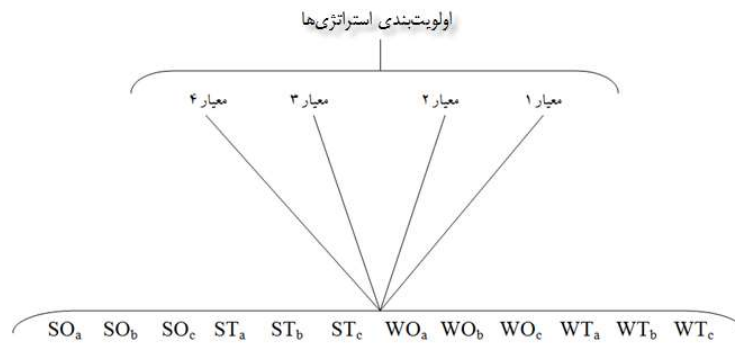 اولویت‌بندی استراتژی‌ها
معیار ۱ معیار ۲ معیار ۳ معیار ۴
SOa SOb SOc STa STb STc WOa WOb WOc WTa WTb WTc